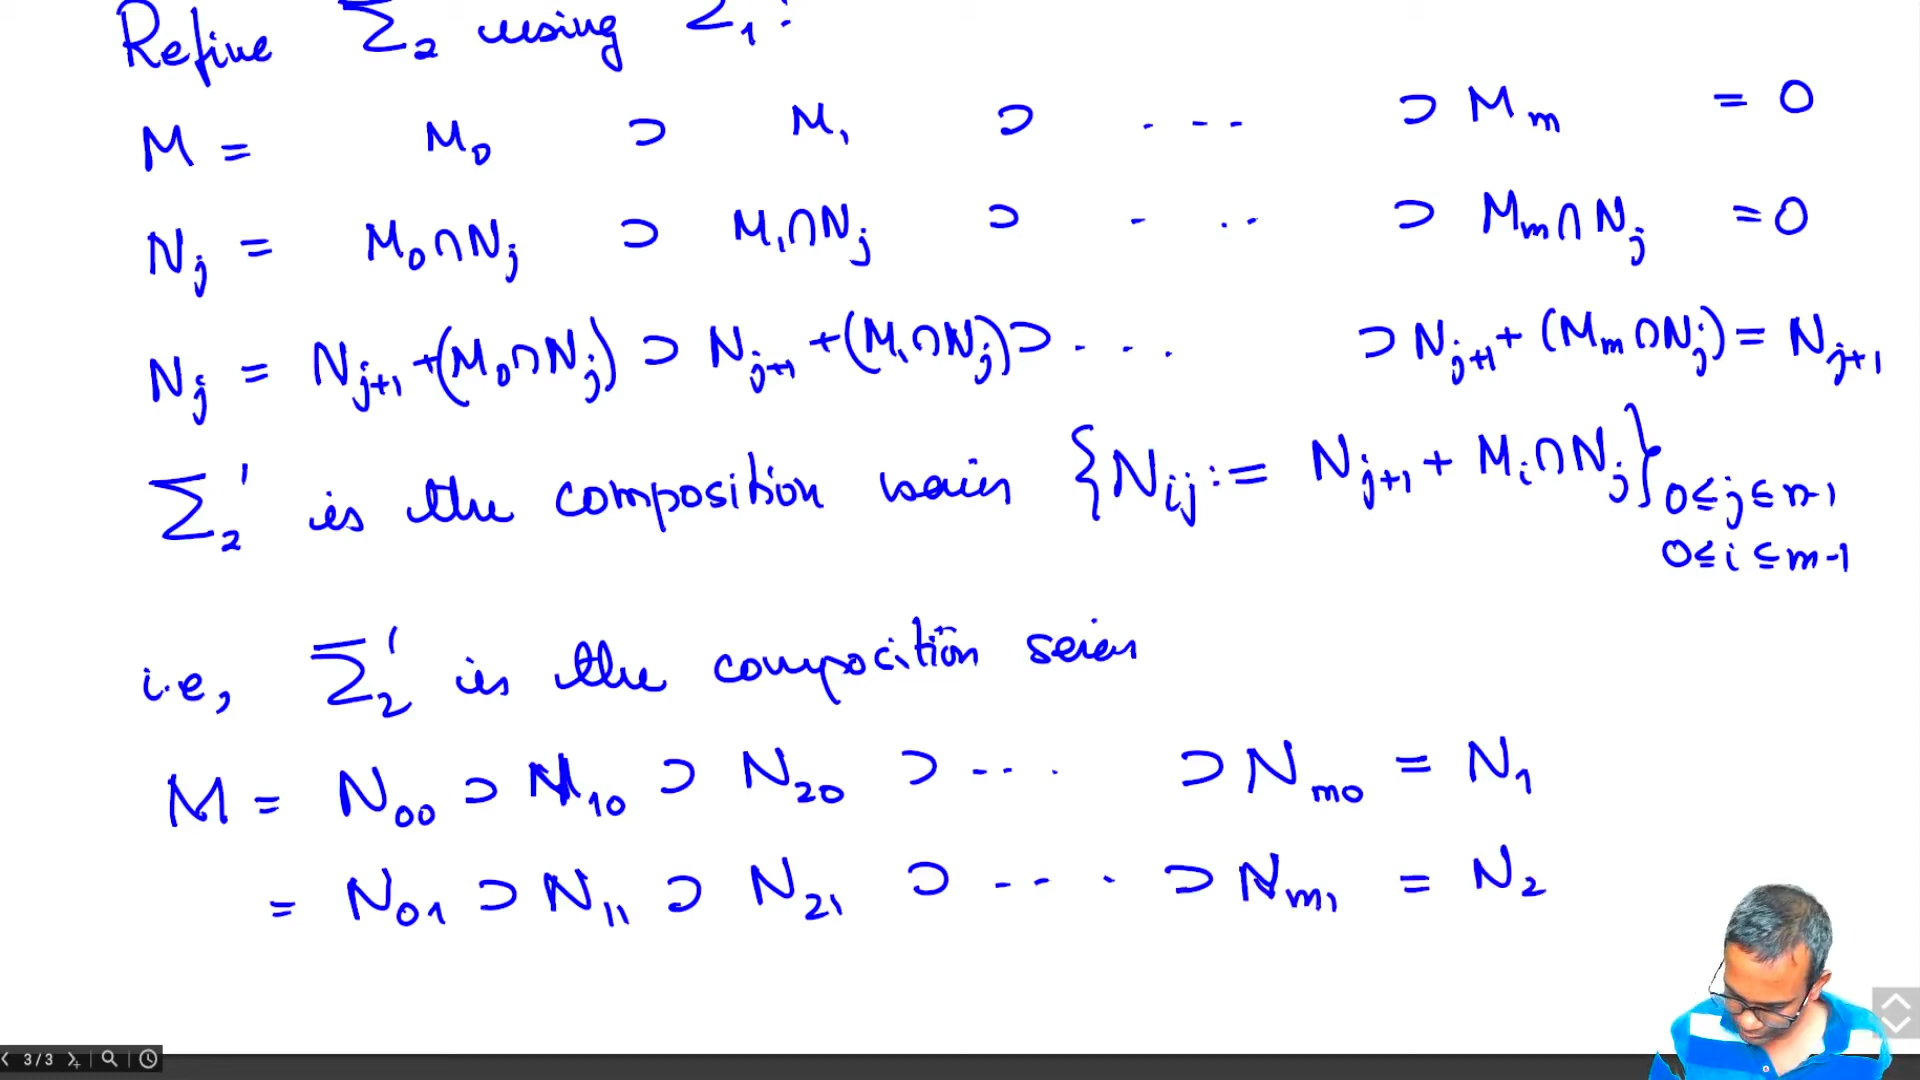 Refine Σ₂ using Σ₁:
M = M₀ ⊃ M₁ ⊃ ---- ⊃ Mₘ = 0
Nⱼ = M₀∩Nⱼ ⊃ M₁∩Nⱼ ⊃ - ·· ⊃ Mₘ∩Nⱼ = 0
Nⱼ = Nⱼ₊₁ + (M₀∩Nⱼ) ⊃ Nⱼ₊₁ + (M₁∩Nⱼ) ⊃ ---- ⊃ Nⱼ₊₁ + (Mₘ∩Nⱼ) = Nⱼ₊₁
Σ₂' is the composition series {Nᵢⱼ := Nⱼ₊₁ + Mᵢ∩Nⱼ} 0≤j≤n-1
0≤i≤m-1
i.e, Σ₂' is the composition series
M = N₀₀ ⊃ N₁₀ ⊃ N₂₀ ⊃ --- ⊃ Nₘ₀ = N₁
= N₀₁ ⊃ N₁₁ ⊃ N₂₁ ⊃ --- ⊃ Nₘ₁ = N₂
3/3